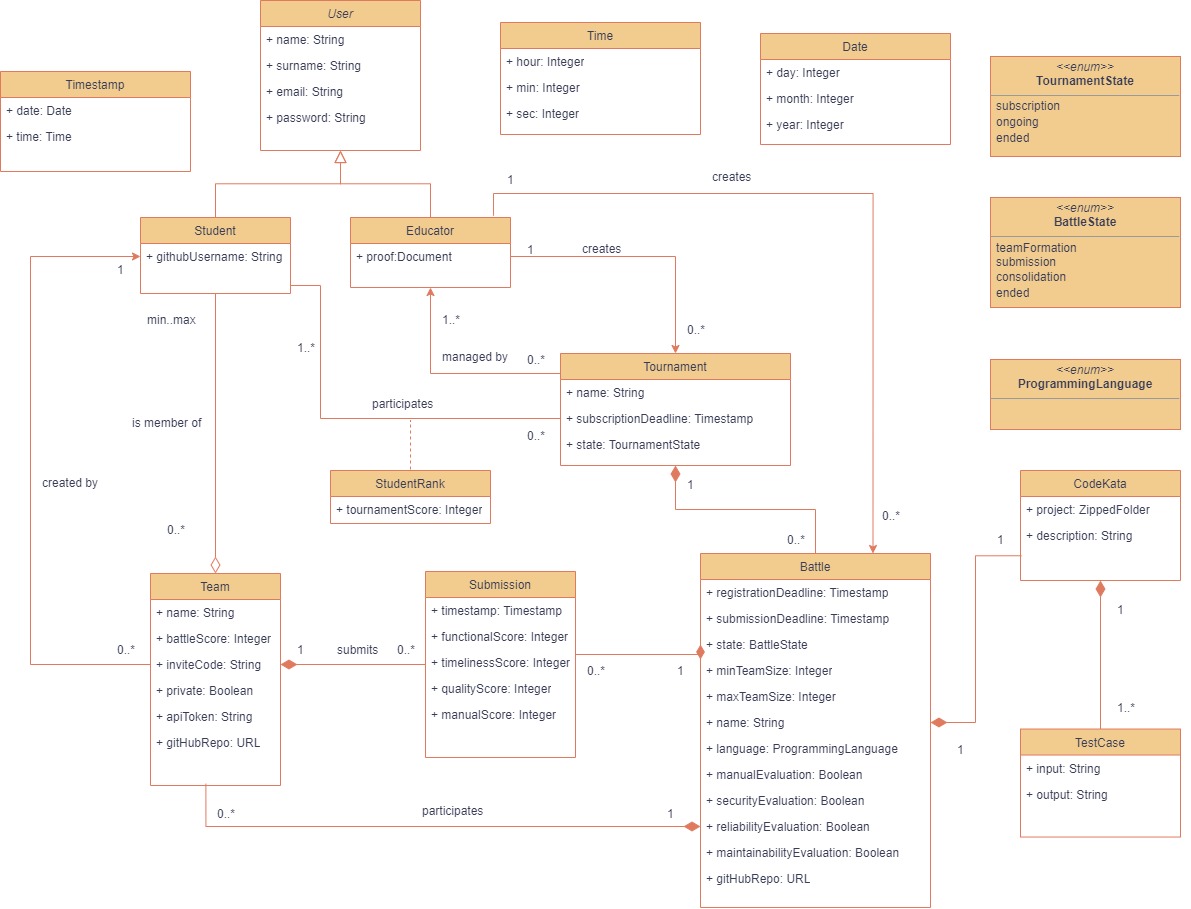 User
+ name: String
+ surname: String
+ email: String
+ password: String
Time
+ hour: Integer
+ min: Integer
+ sec: Integer
Date
+ day: Integer
+ month: Integer
+ year: Integer
<<enum>>
TournamentState
subscription
ongoing
ended
Timestamp
+ date: Date
+ time: Time
1
creates
<<enum>>
BattleState
teamFormation
submission
consolidation
ended
Student
+ githubUsername: String
Educator
+ proof:Document
1
creates
1
min..max
1..*
0..*
1..*
managed by
0..*
Tournament
+ name: String
+ subscriptionDeadline: Timestamp
+ state: TournamentState
<<enum>>
ProgrammingLanguage
participates
0..*
is member of
created by
StudentRank
+ tournamentScore: Integer
1
0..*
0..*
0..*
CodeKata
+ project: ZippedFolder
+ description: String
1
1
1..*
Team
+ name: String
+ battleScore: Integer
+ inviteCode: String
+ private: Boolean
+ apiToken: String
+ gitHubRepo: URL
0..*
1
submits
0..*
Submission
+ timestamp: Timestamp
+ functionalScore: Integer
+ timelinessScore: Integer
+ qualityScore: Integer
+ manualScore: Integer
0..*
1
Battle
+ registrationDeadline: Timestamp
+ submissionDeadline: Timestamp
+ state: BattleState
+ minTeamSize: Integer
+ maxTeamSize: Integer
+ name: String
+ language: ProgrammingLanguage
+ manualEvaluation: Boolean
+ securityEvaluation: Boolean
+ reliabilityEvaluation: Boolean
+ maintainabilityEvaluation: Boolean
+ gitHubRepo: URL
1
TestCase
+ input: String
+ output: String
0..*
participates
1